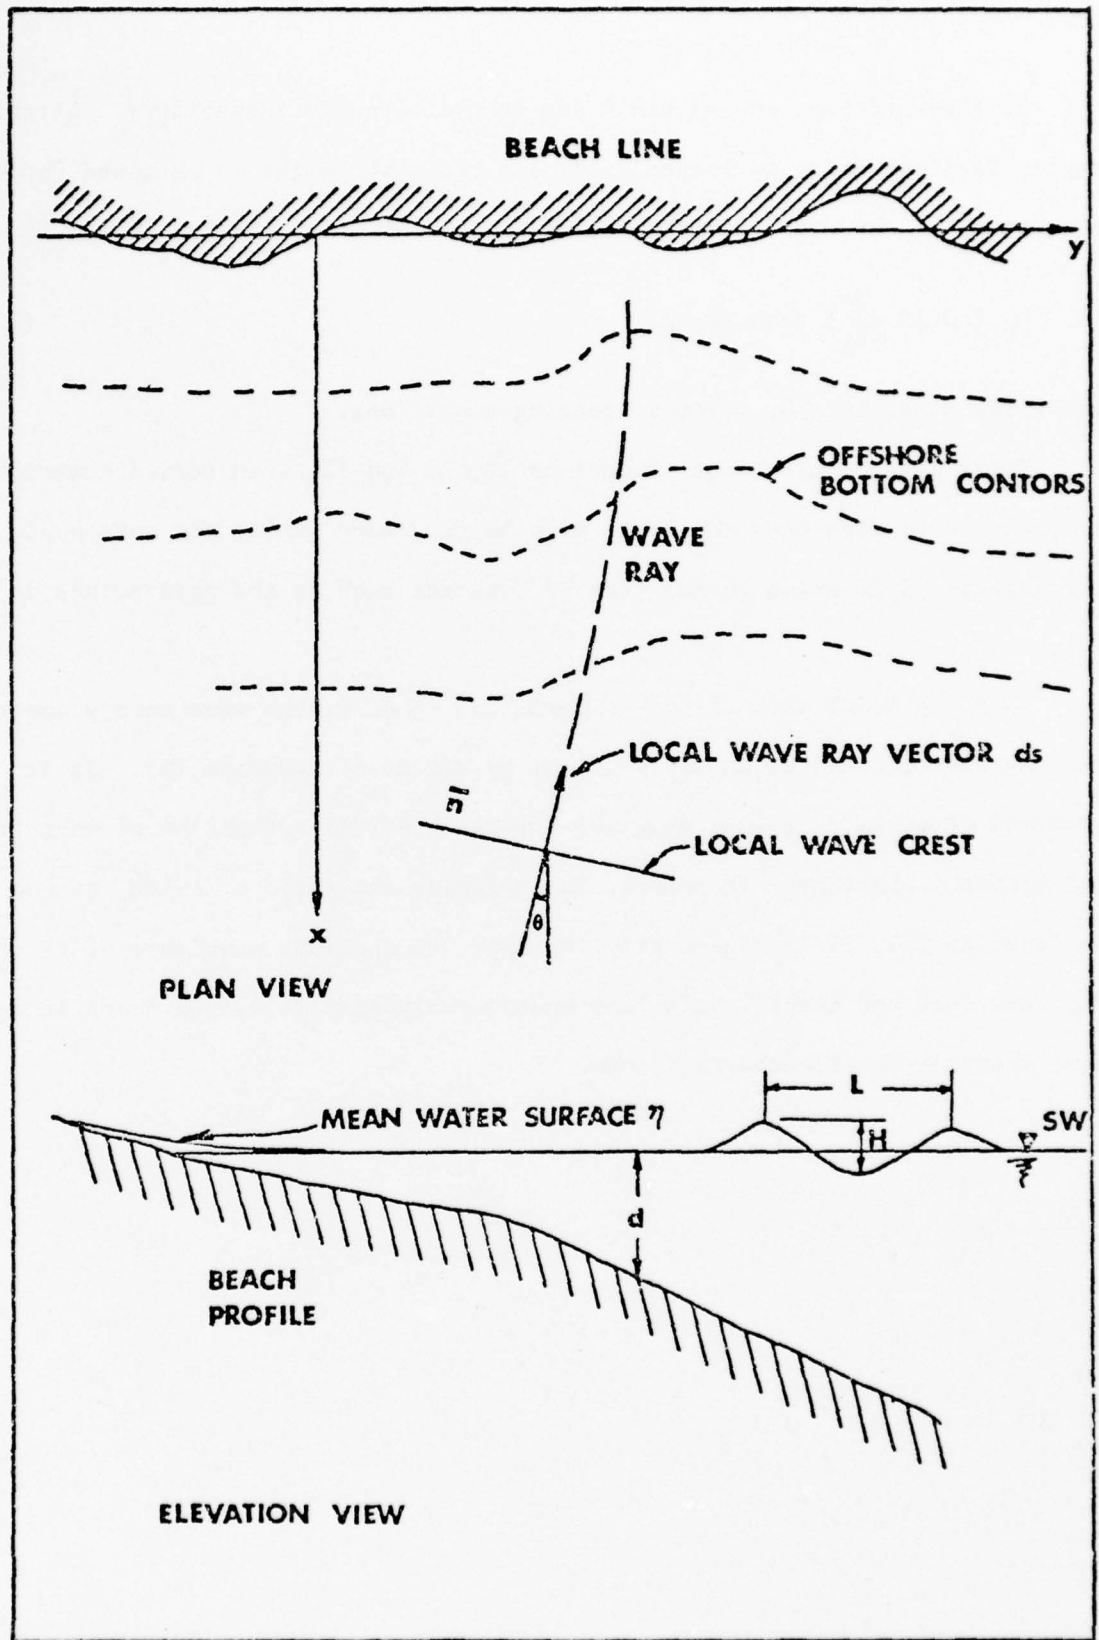 BEACH LINE
y
OFFSHORE
BOTTOM CONTORS
WAVE
RAY
LOCAL WAVE RAY VECTOR ds
n̅
LOCAL WAVE CREST
θ
x
PLAN VIEW
L
MEAN WATER SURFACE η
H
SW
d
BEACH
PROFILE
ELEVATION VIEW